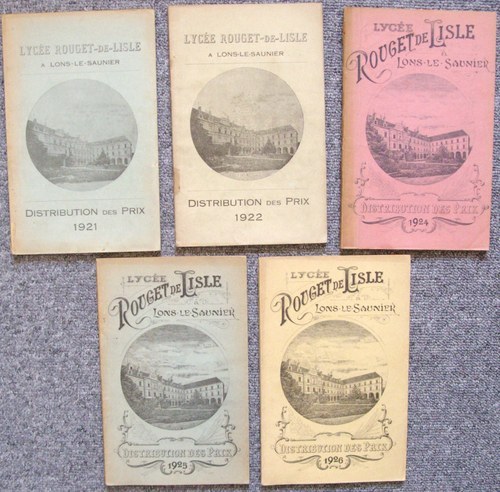 LYCÉE ROUGET-DE-LISLE
A LONS-LE-SAUNIER
DISTRIBUTION DES PRIX
1921
LYCÉE ROUGET-DE-LISLE
A LONS-LE-SAUNIER
DISTRIBUTION DES PRIX
1922
LYCÉE
ROUGET DE LISLE
À
LONS-LE-SAUNIER
DISTRIBUTION DES PRIX
1924
LYCÉE
ROUGET DE LISLE
LONS-LE-SAUNIER
DISTRIBUTION DES PRIX
1925
LYCÉE
ROUGET DE LISLE
LONS-LE-SAUNIER
DISTRIBUTION DES PRIX
1926